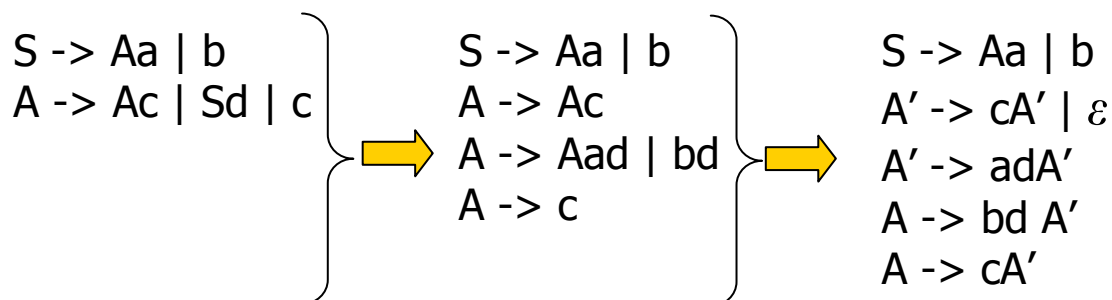 S -> Aa | b
A -> Ac | Sd | c
S -> Aa | b
A -> Ac
A -> Aad | bd
A -> c
S -> Aa | b
A′ -> cA′ | ε
A′ -> adA′
A -> bd A′
A -> cA′